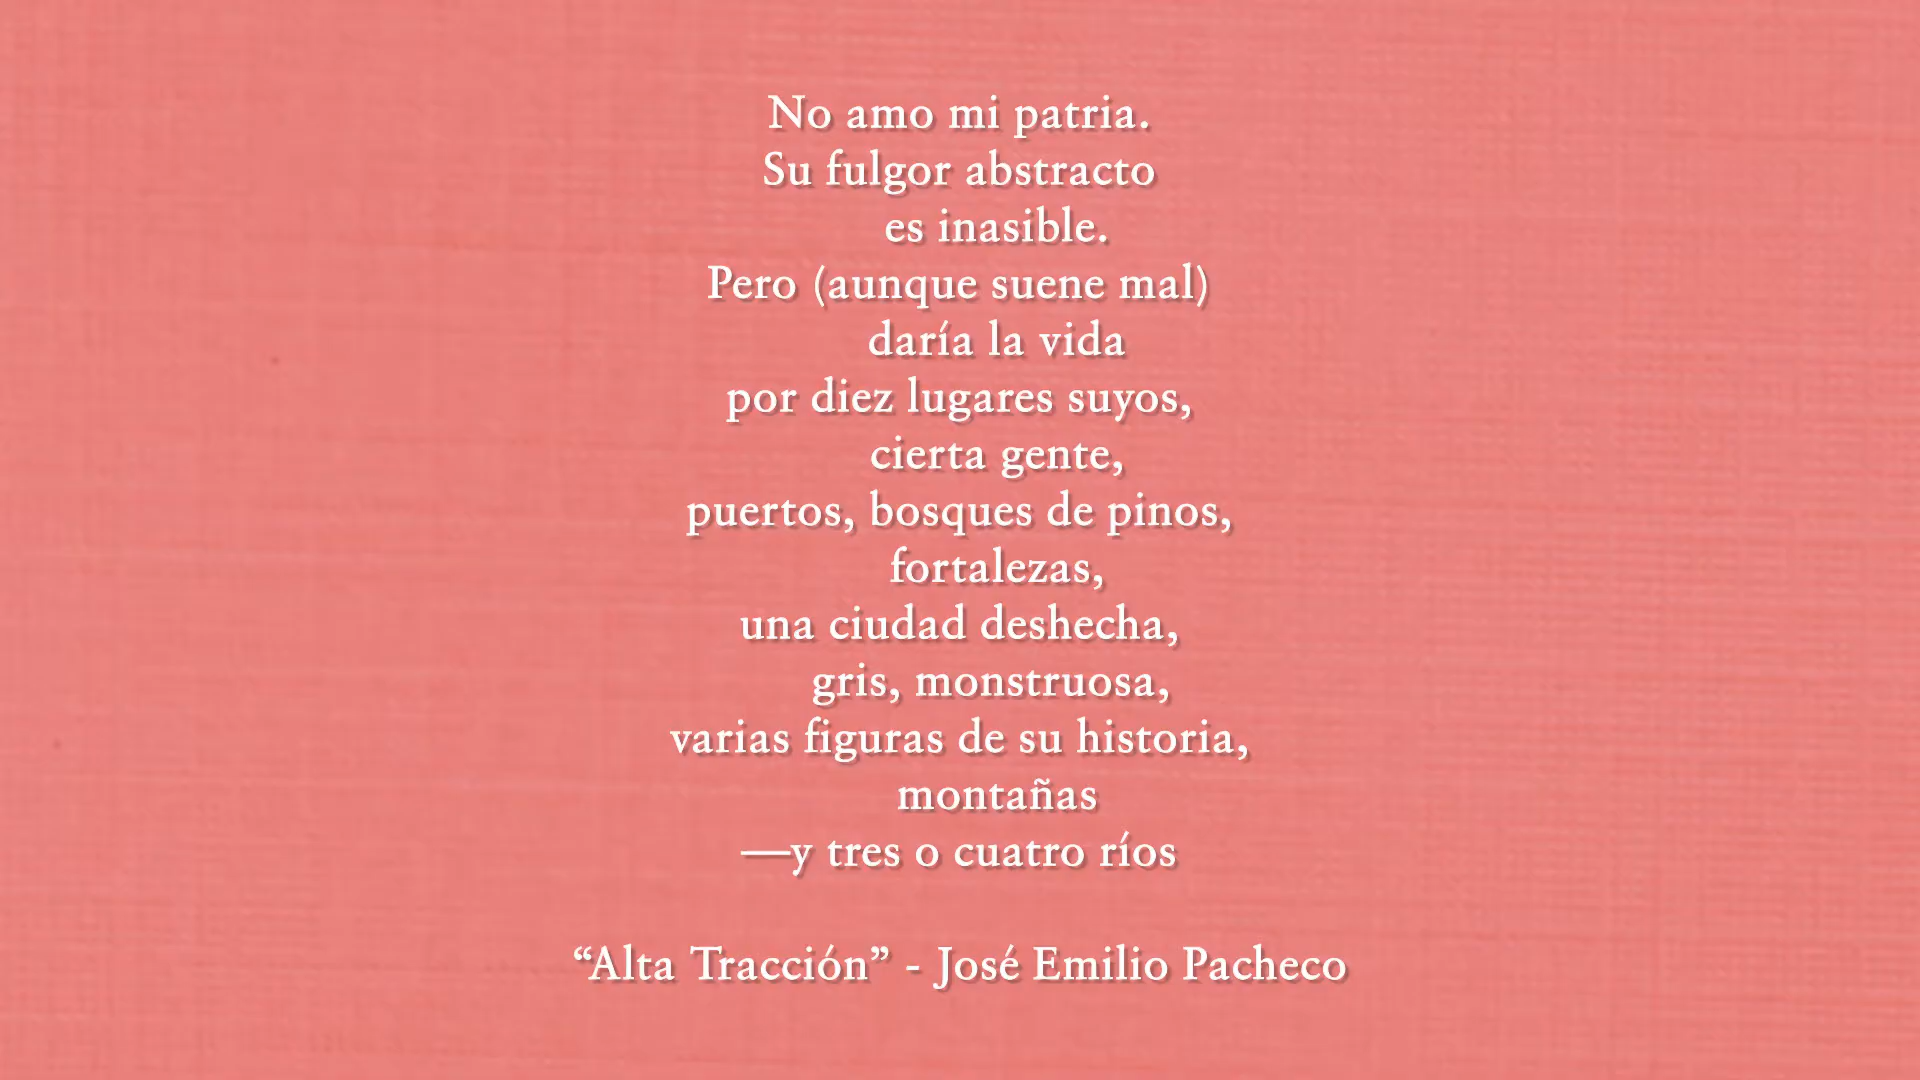 No amo mi patria.
Su fulgor abstracto
es inasible.
Pero (aunque suene mal)
daría la vida
por diez lugares suyos,
cierta gente,
puertos, bosques de pinos,
fortalezas,
una ciudad deshecha,
gris, monstruosa,
varias figuras de su historia,
montañas
—y tres o cuatro ríos
“Alta Tracción” - José Emilio Pacheco